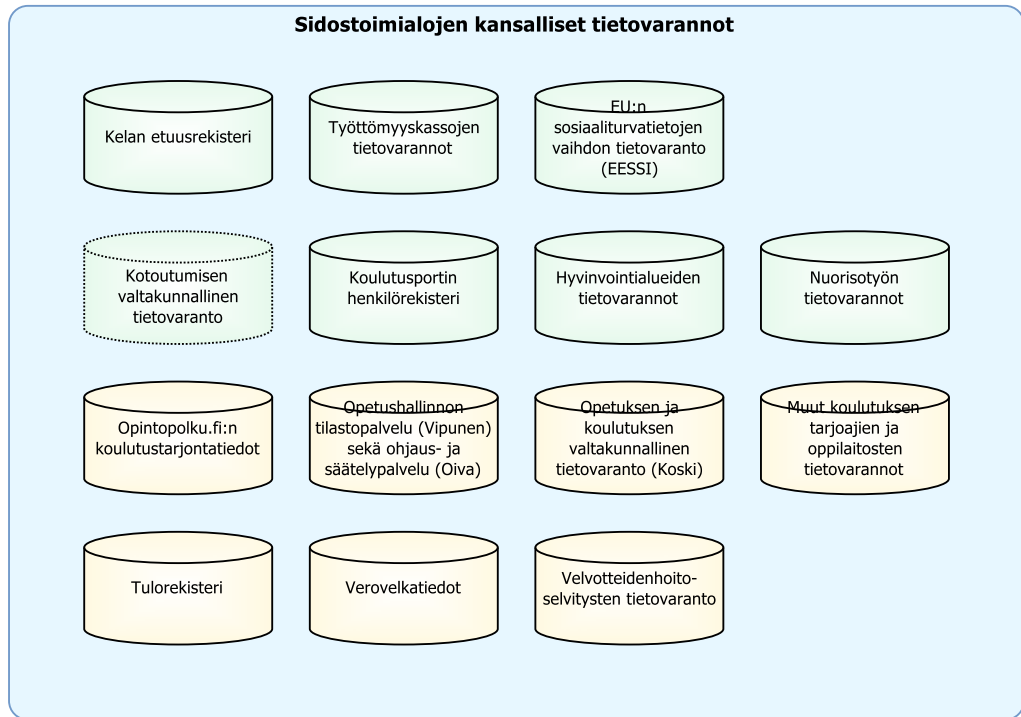 Sidostoimialojen kansalliset tietovarannot
Kelan etuusrekisteri
Työttömyyskassojen
tietovarannot
EU:n
sosiaaliturvatietojen
vaihdon tietovaranto
(EESSI)
Kotoutumisen
valtakunnallinen
tietovaranto
Koulutusportin
henkilörekisteri
Hyvinvointialueiden
tietovarannot
Nuorisotyön
tietovarannot
Opintopolku.fi:n
koulutustarjontatiedot
Opetushallinnon
tilastopalvelu (Vipunen)
sekä ohjaus- ja
säätelypalvelu (Oiva)
Opetuksen ja
koulutuksen
valtakunnallinen
tietovaranto (Koski)
Muut koulutuksen
tarjoajien ja
oppilaitosten
tietovarannot
Tulorekisteri
Verovelkatiedot
Velvotteidenhoito-
selvitysten tietovaranto